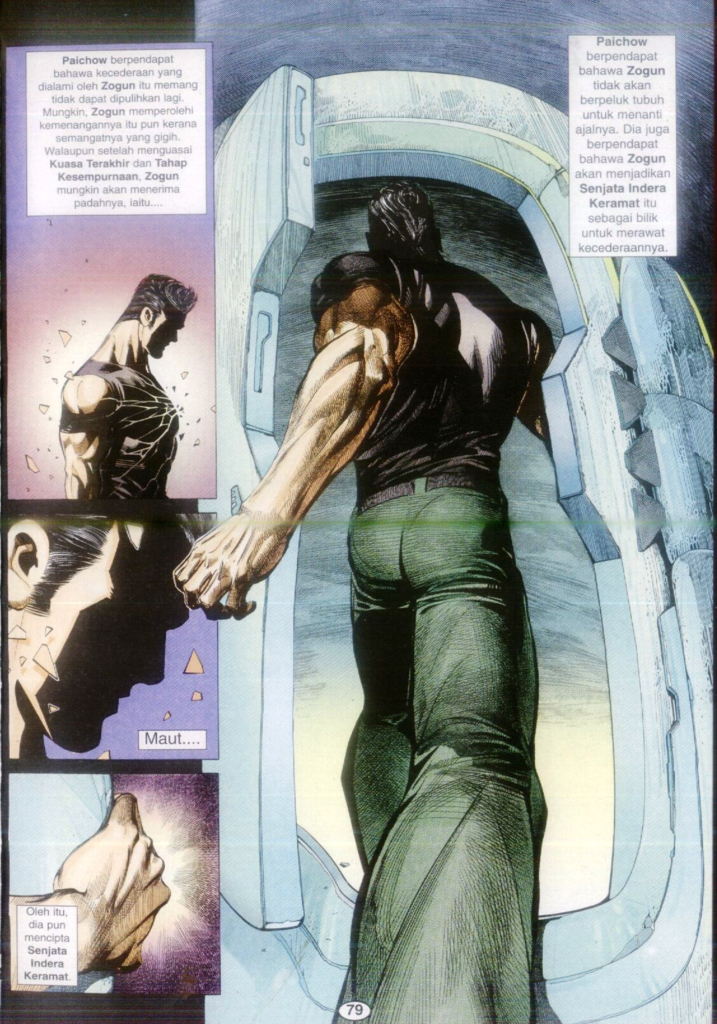 Paichow berpendapat
bahawa kecederaan yang
dialami oleh Zogun itu memang
tidak dapat dipulihkan lagi.
Mungkin, Zogun memperolehi
kemenangannya itu pun kerana
semangatnya yang gigih.
Walaupun setelah menguasai
Kuasa Terakhir dan Tahap
Kesempurnaan, Zogun
mungkin akan menerima
padahnya, iaitu....
Maut....
Oleh itu,
dia pun
mencipta
Senjata
Indera
Keramat.
Paichow
berpendapat
bahawa Zogun
tidak akan
berpeluk tubuh
untuk menanti
ajalnya. Dia juga
berpendapat
bahawa Zogun
akan menjadikan
Senjata Indera
Keramat itu
sebagai bilik
untuk merawat
kecederaannya.
79